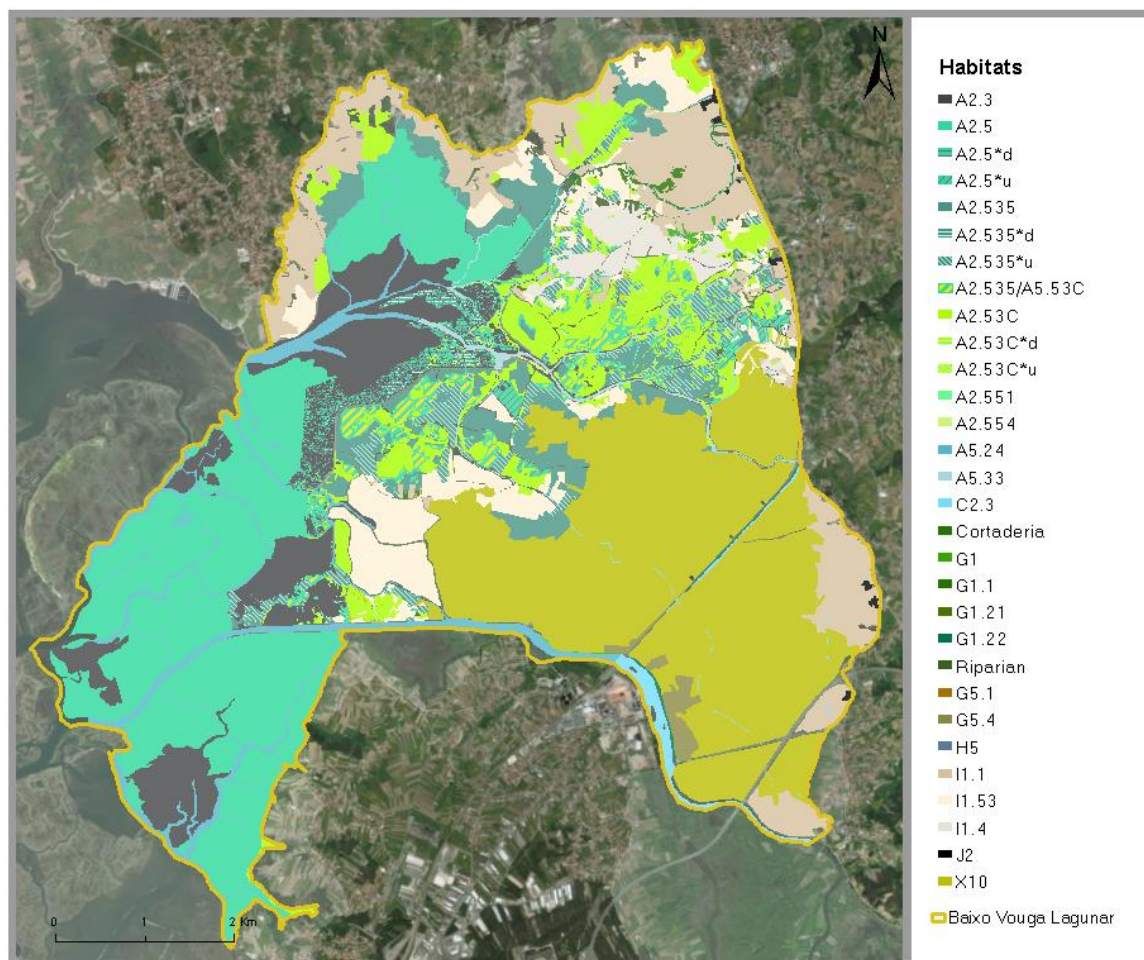 N
Habitats
A2.3
A2.5
A2.5*d
A2.5*u
A2.535
A2.535*d
A2.535*u
A2.535/A5.53C
A2.53C
A2.53C*d
A2.53C*u
A2.551
A2.554
A5.24
A5.33
C2.3
Cortaderia
G1
G1.1
G1.21
G1.22
Riparian
G5.1
G5.4
H5
I1.1
I1.53
I1.4
J2
X10
Baixo Vouga Lagunar
0 1 2 Km